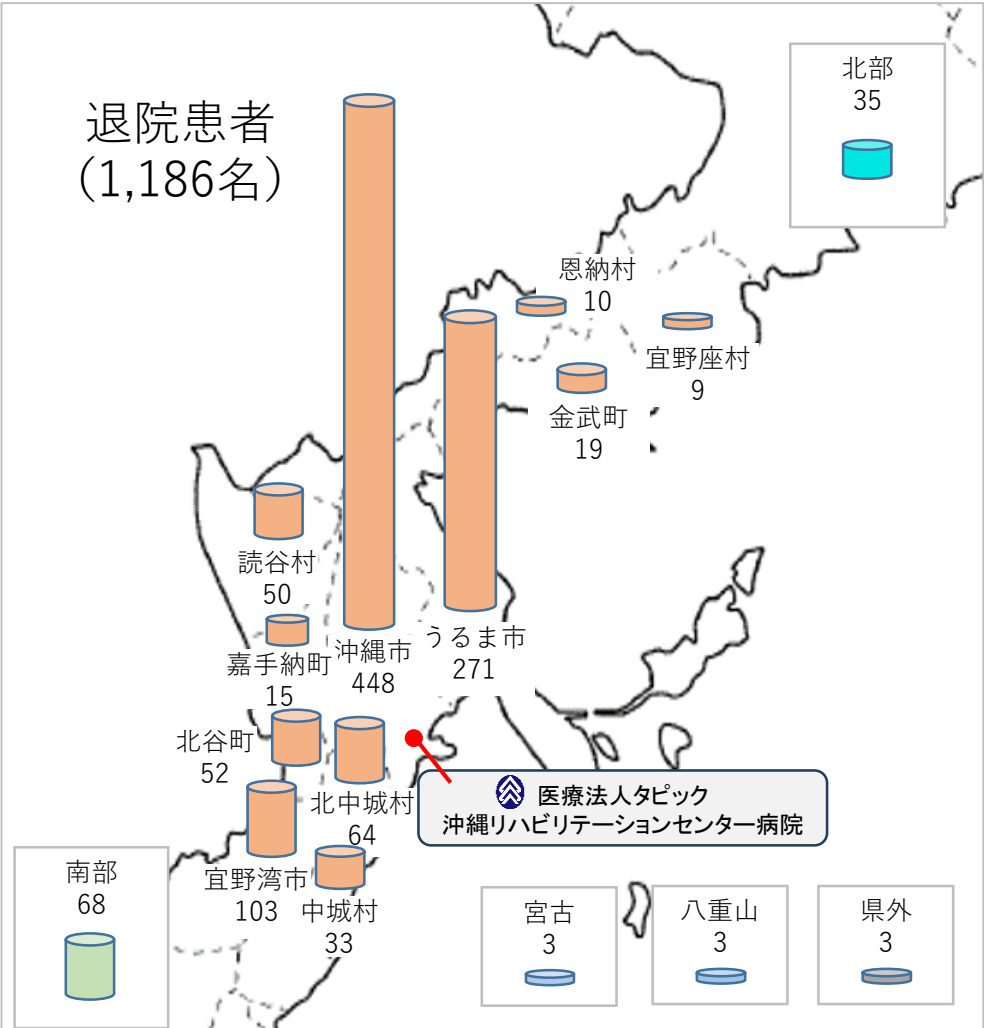 退院患者
(1,186名)
北部
35
恩納村
10
宜野座村
9
金武町
19
読谷村
50
嘉手納町
15
沖縄市
448
うるま市
271
北谷町
52
北中城村
64
医療法人タピック
沖縄リハビリテーションセンター病院
宜野湾市
103
中城村
33
南部
68
宮古
3
八重山
3
県外
3